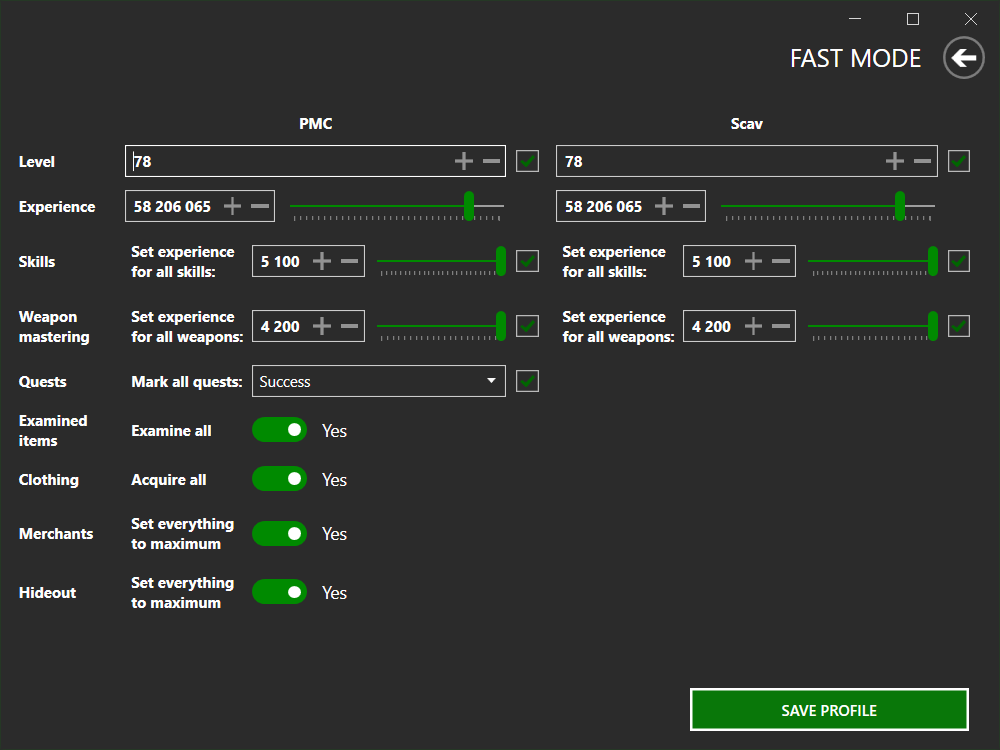 FAST MODE
PMC Scav
Level 78 78
Experience 58 206 065 58 206 065
Skills Set experience for all skills: 5 100 Set experience for all skills: 5 100
Weapon mastering Set experience for all weapons: 4 200 Set experience for all weapons: 4 200
Quests Mark all quests: Success
Examined items Examine all Yes
Clothing Acquire all Yes
Merchants Set everything to maximum Yes
Hideout Set everything to maximum Yes
SAVE PROFILE